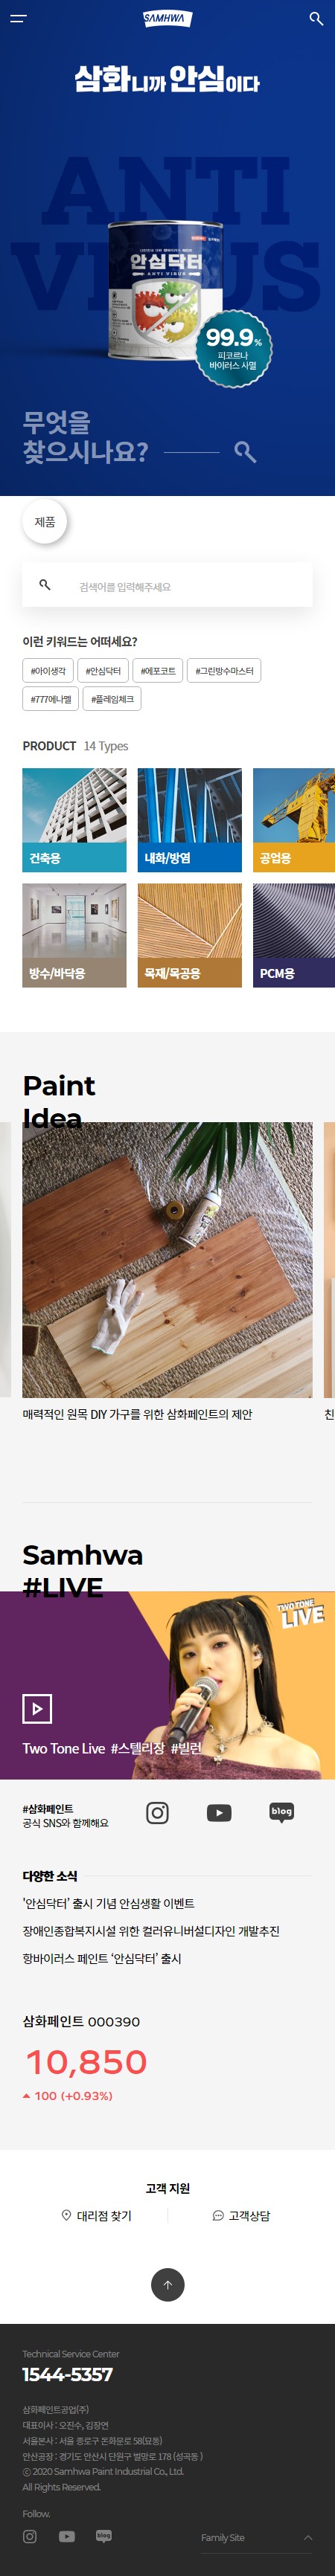 SAMHWA
삼화니까 안심이다
ANTI
VIRUS
안심닥터
ANTI VIRUS
99.9%
피코르나
바이러스 사멸
무엇을
찾으시나요?
제품
검색어를 입력해주세요
이런 키워드는 어떠세요?
#아이생각 #안심닥터 #에포코트 #그린방수마스터
#777에나멜 #플레임체크
PRODUCT 14 Types
건축용 내화/방염 공업용
방수/바닥용 목재/목공용 PCM용
Paint
Idea
매력적인 원목 DIY 가구를 위한 삼화페인트의 제안
친
Samhwa
#LIVE
TWO TONE
LIVE
Two Tone Live #스텔리장 #빌런
#삼화페인트
공식 SNS와 함께해요
blog
다양한 소식
'안심닥터’ 출시 기념 안심생활 이벤트
장애인종합복지시설 위한 컬러유니버설디자인 개발추진
항바이러스 페인트 ‘안심닥터’ 출시
삼화페인트 000390
10,850
100 (+0.93%)
고객 지원
대리점 찾기 고객상담
Technical Service Center
1544-5357
삼화페인트공업(주)
대표이사 : 오진수, 김장연
서울본사 : 서울 종로구 돈화문로 58(묘동)
안산공장 : 경기도 안산시 단원구 별망로 178 (성곡동 )
ⓒ 2020 Samhwa Paint Industrial Co., Ltd.
All Rights Reserved.
Follow.
blog
Family Site